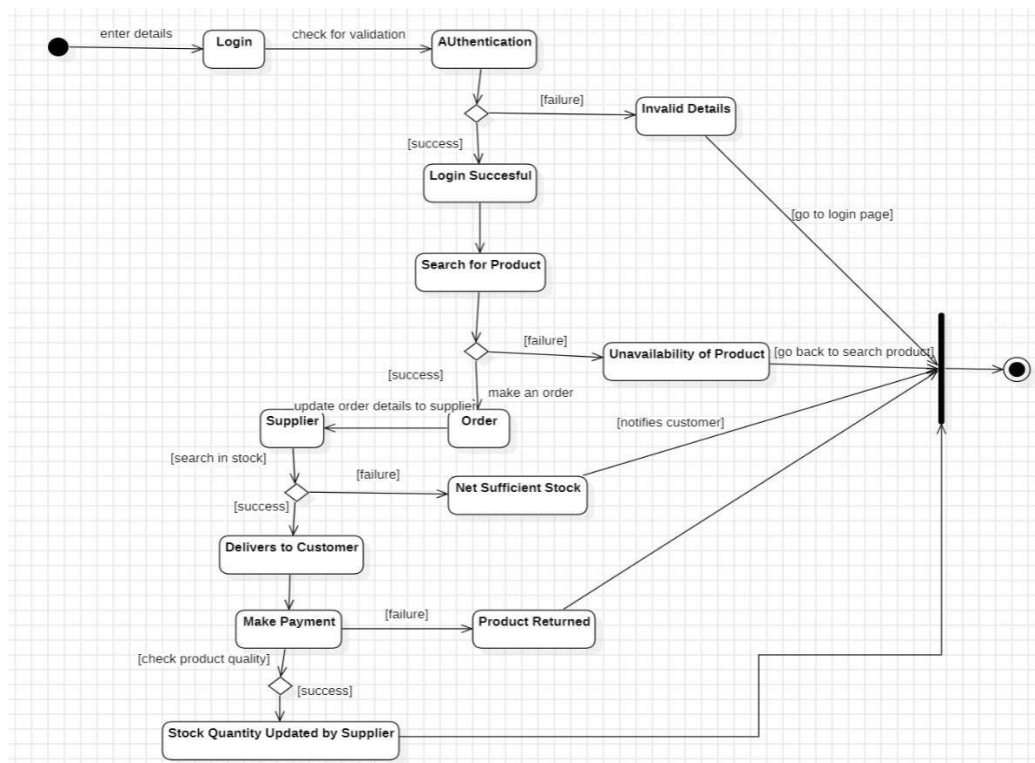 enter details
Login
check for validation
AUthentication
[failure]
Invalid Details
[success]
Login Succesful
[go to login page]
Search for Product
[failure]
Unavailability of Product
[go back to search product]
[success]
make an order
update order details to supplier
Supplier
Order
[notifies customer]
[search in stock]
[failure]
Net Sufficient Stock
[success]
Delivers to Customer
Make Payment
[failure]
Product Returned
[check product quality]
[success]
Stock Quantity Updated by Supplier